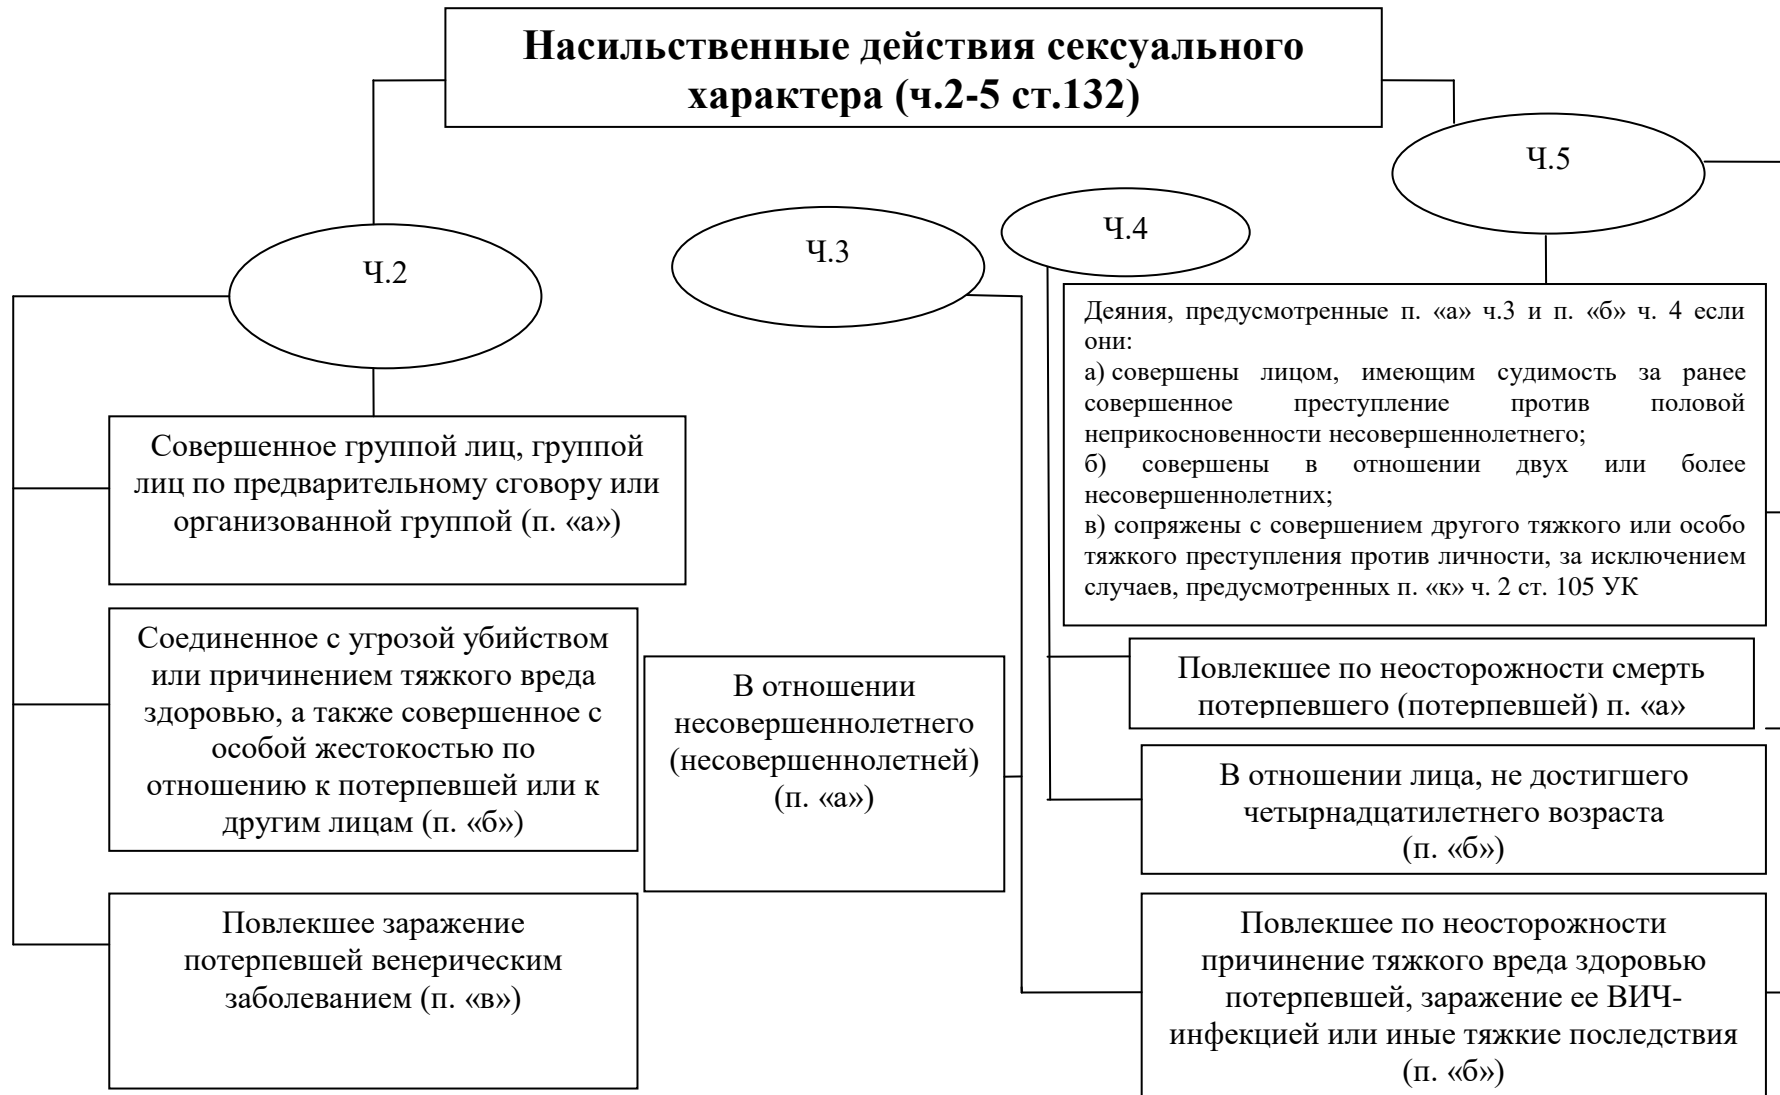 Насильственные действия сексуального
характера (ч.2-5 ст.132)
Ч.2
Ч.3
Ч.4
Ч.5
Совершенное группой лиц, группой
лиц по предварительному сговору или
организованной группой (п. «а»)
Соединенное с угрозой убийством
или причинением тяжкого вреда
здоровью, а также совершенное с
особой жестокостью по
отношению к потерпевшей или к
другим лицам (п. «б»)
Повлекшее заражение
потерпевшей венерическим
заболеванием (п. «в»)
В отношении
несовершеннолетнего
(несовершеннолетней)
(п. «а»)
Деяния, предусмотренные п. «а» ч.3 и п. «б» ч. 4 если
они:
а) совершены лицом, имеющим судимость за ранее
совершенное преступление против половой
неприкосновенности несовершеннолетнего;
б) совершены в отношении двух или более
несовершеннолетних;
в) сопряжены с совершением другого тяжкого или особо
тяжкого преступления против личности, за исключением
случаев, предусмотренных п. «к» ч. 2 ст. 105 УК
Повлекшее по неосторожности смерть
потерпевшего (потерпевшей) п. «а»
В отношении лица, не достигшего
четырнадцатилетнего возраста
(п. «б»)
Повлекшее по неосторожности
причинение тяжкого вреда здоровью
потерпевшей, заражение ее ВИЧ-
инфекцией или иные тяжкие последствия
(п. «б»)